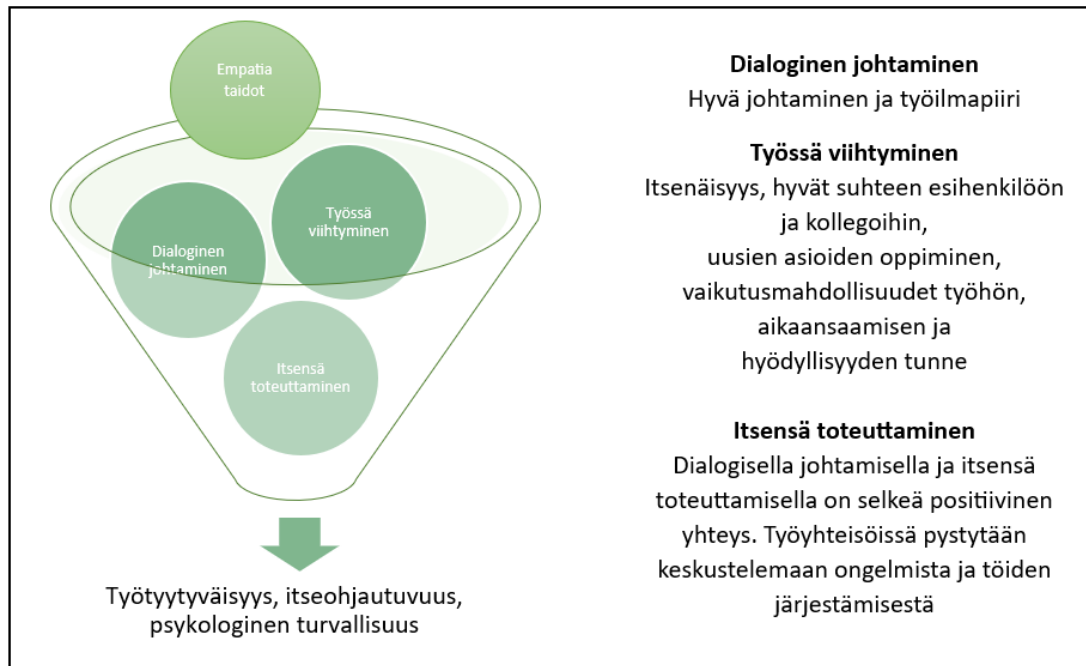 Empatia
taidot
Työssä
viihtyminen
Dialoginen
johtaminen
Itsensä
toteuttaminen
Työtyytyväisyys, itseohjautuvuus,
psykologinen turvallisuus
Dialoginen johtaminen
Hyvä johtaminen ja työilmapiiri
Työssä viihtyminen
Itsenäisyys, hyvät suhteen esihenkilöön
ja kollegoihin,
uusien asioiden oppiminen,
vaikutusmahdollisuudet työhön,
aikaansaamisen ja
hyödyllisyyden tunne
Itsensä toteuttaminen
Dialogisella johtamisella ja itsensä
toteuttamisella on selkeä positiivinen
yhteys. Työyhteisöissä pystytään
keskustelemaan ongelmista ja töiden
järjestämisestä